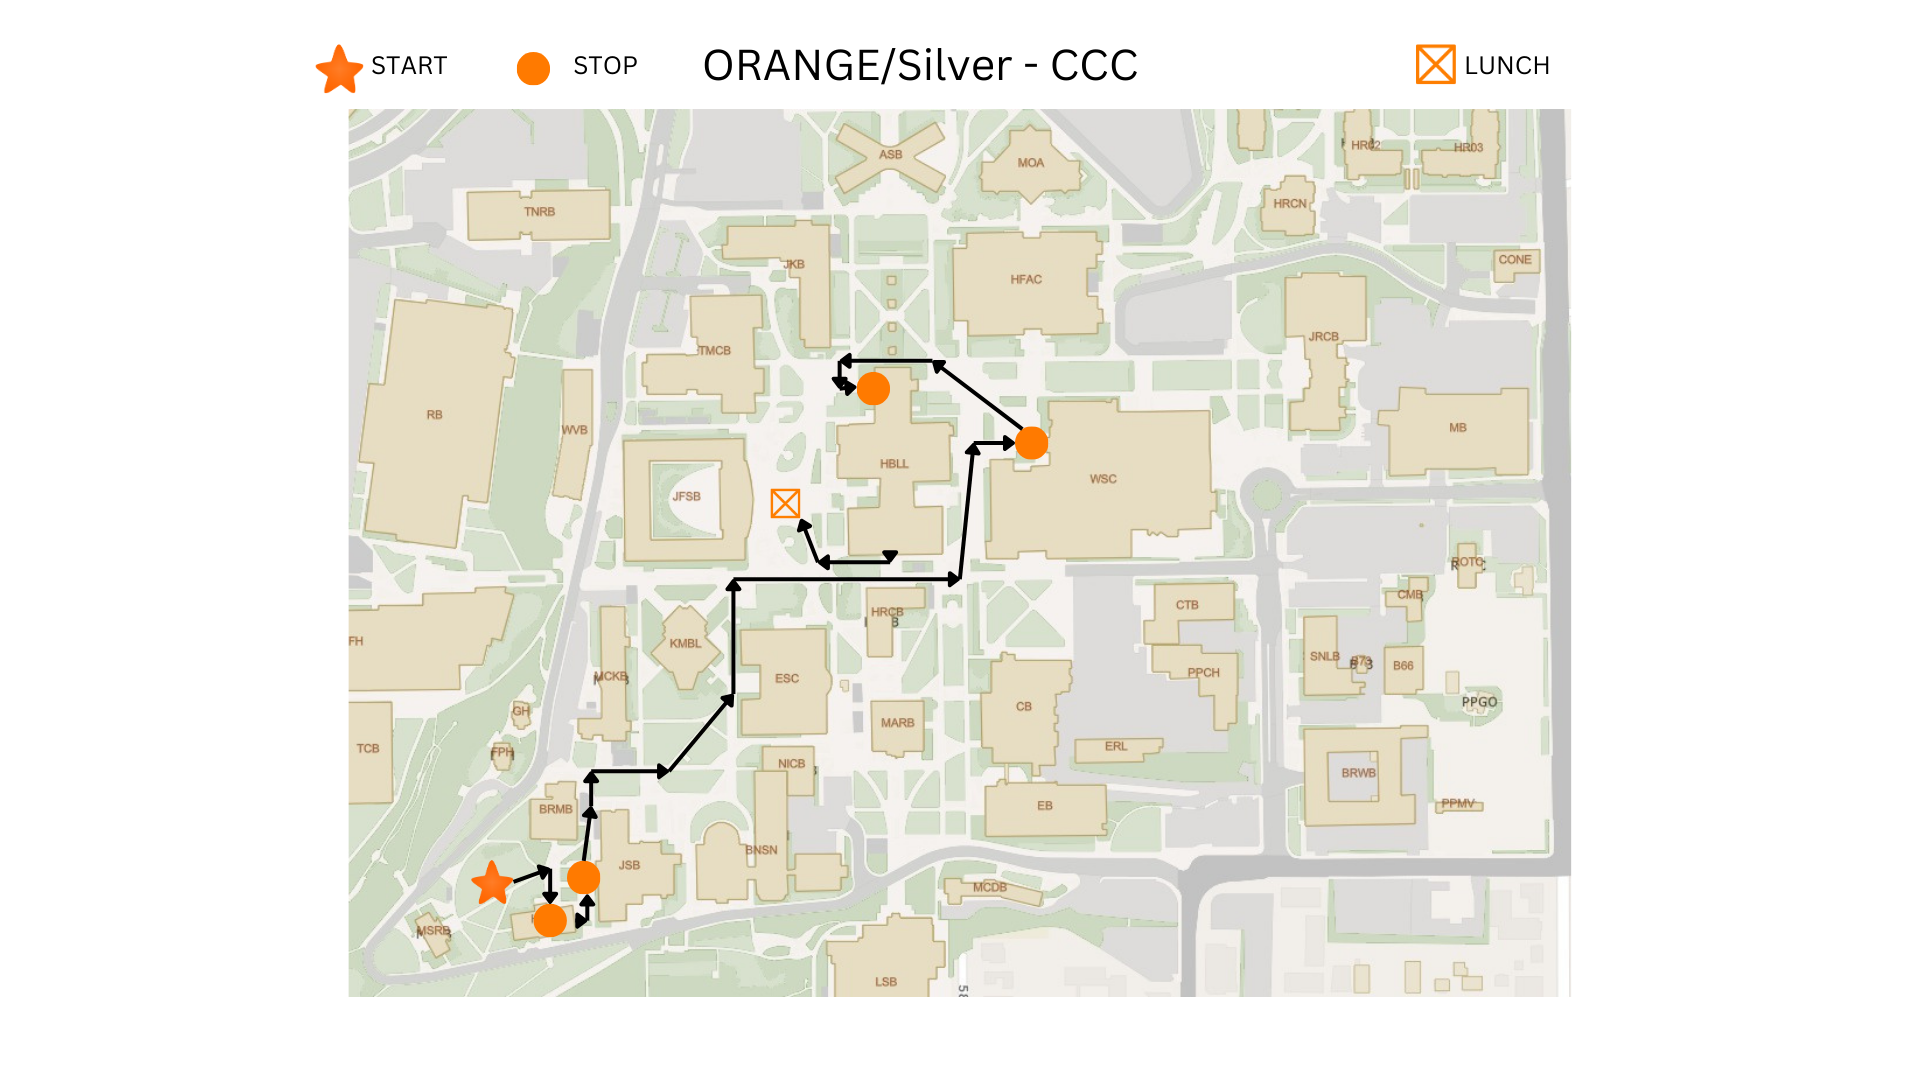 START STOP ORANGE/Silver - CCC LUNCH
ASB
MOA
HR02
HR03
TNRB
HRCN
JKB
HFAC
CONE
TMCB
JRCB
RB
WVB
MB
HBLL
WSC
JFSB
ROTC
CMB
CTB
HRCB
FH
KMBL
SNLB
B73
B66
PPCH
MCKB
ESC
PPGO
GH
CB
MARB
TCB
FPH
ERL
NICB
BRWB
BRMB
EB
PPMV
BNSN
JSB
MCDB
MSRB
LSB